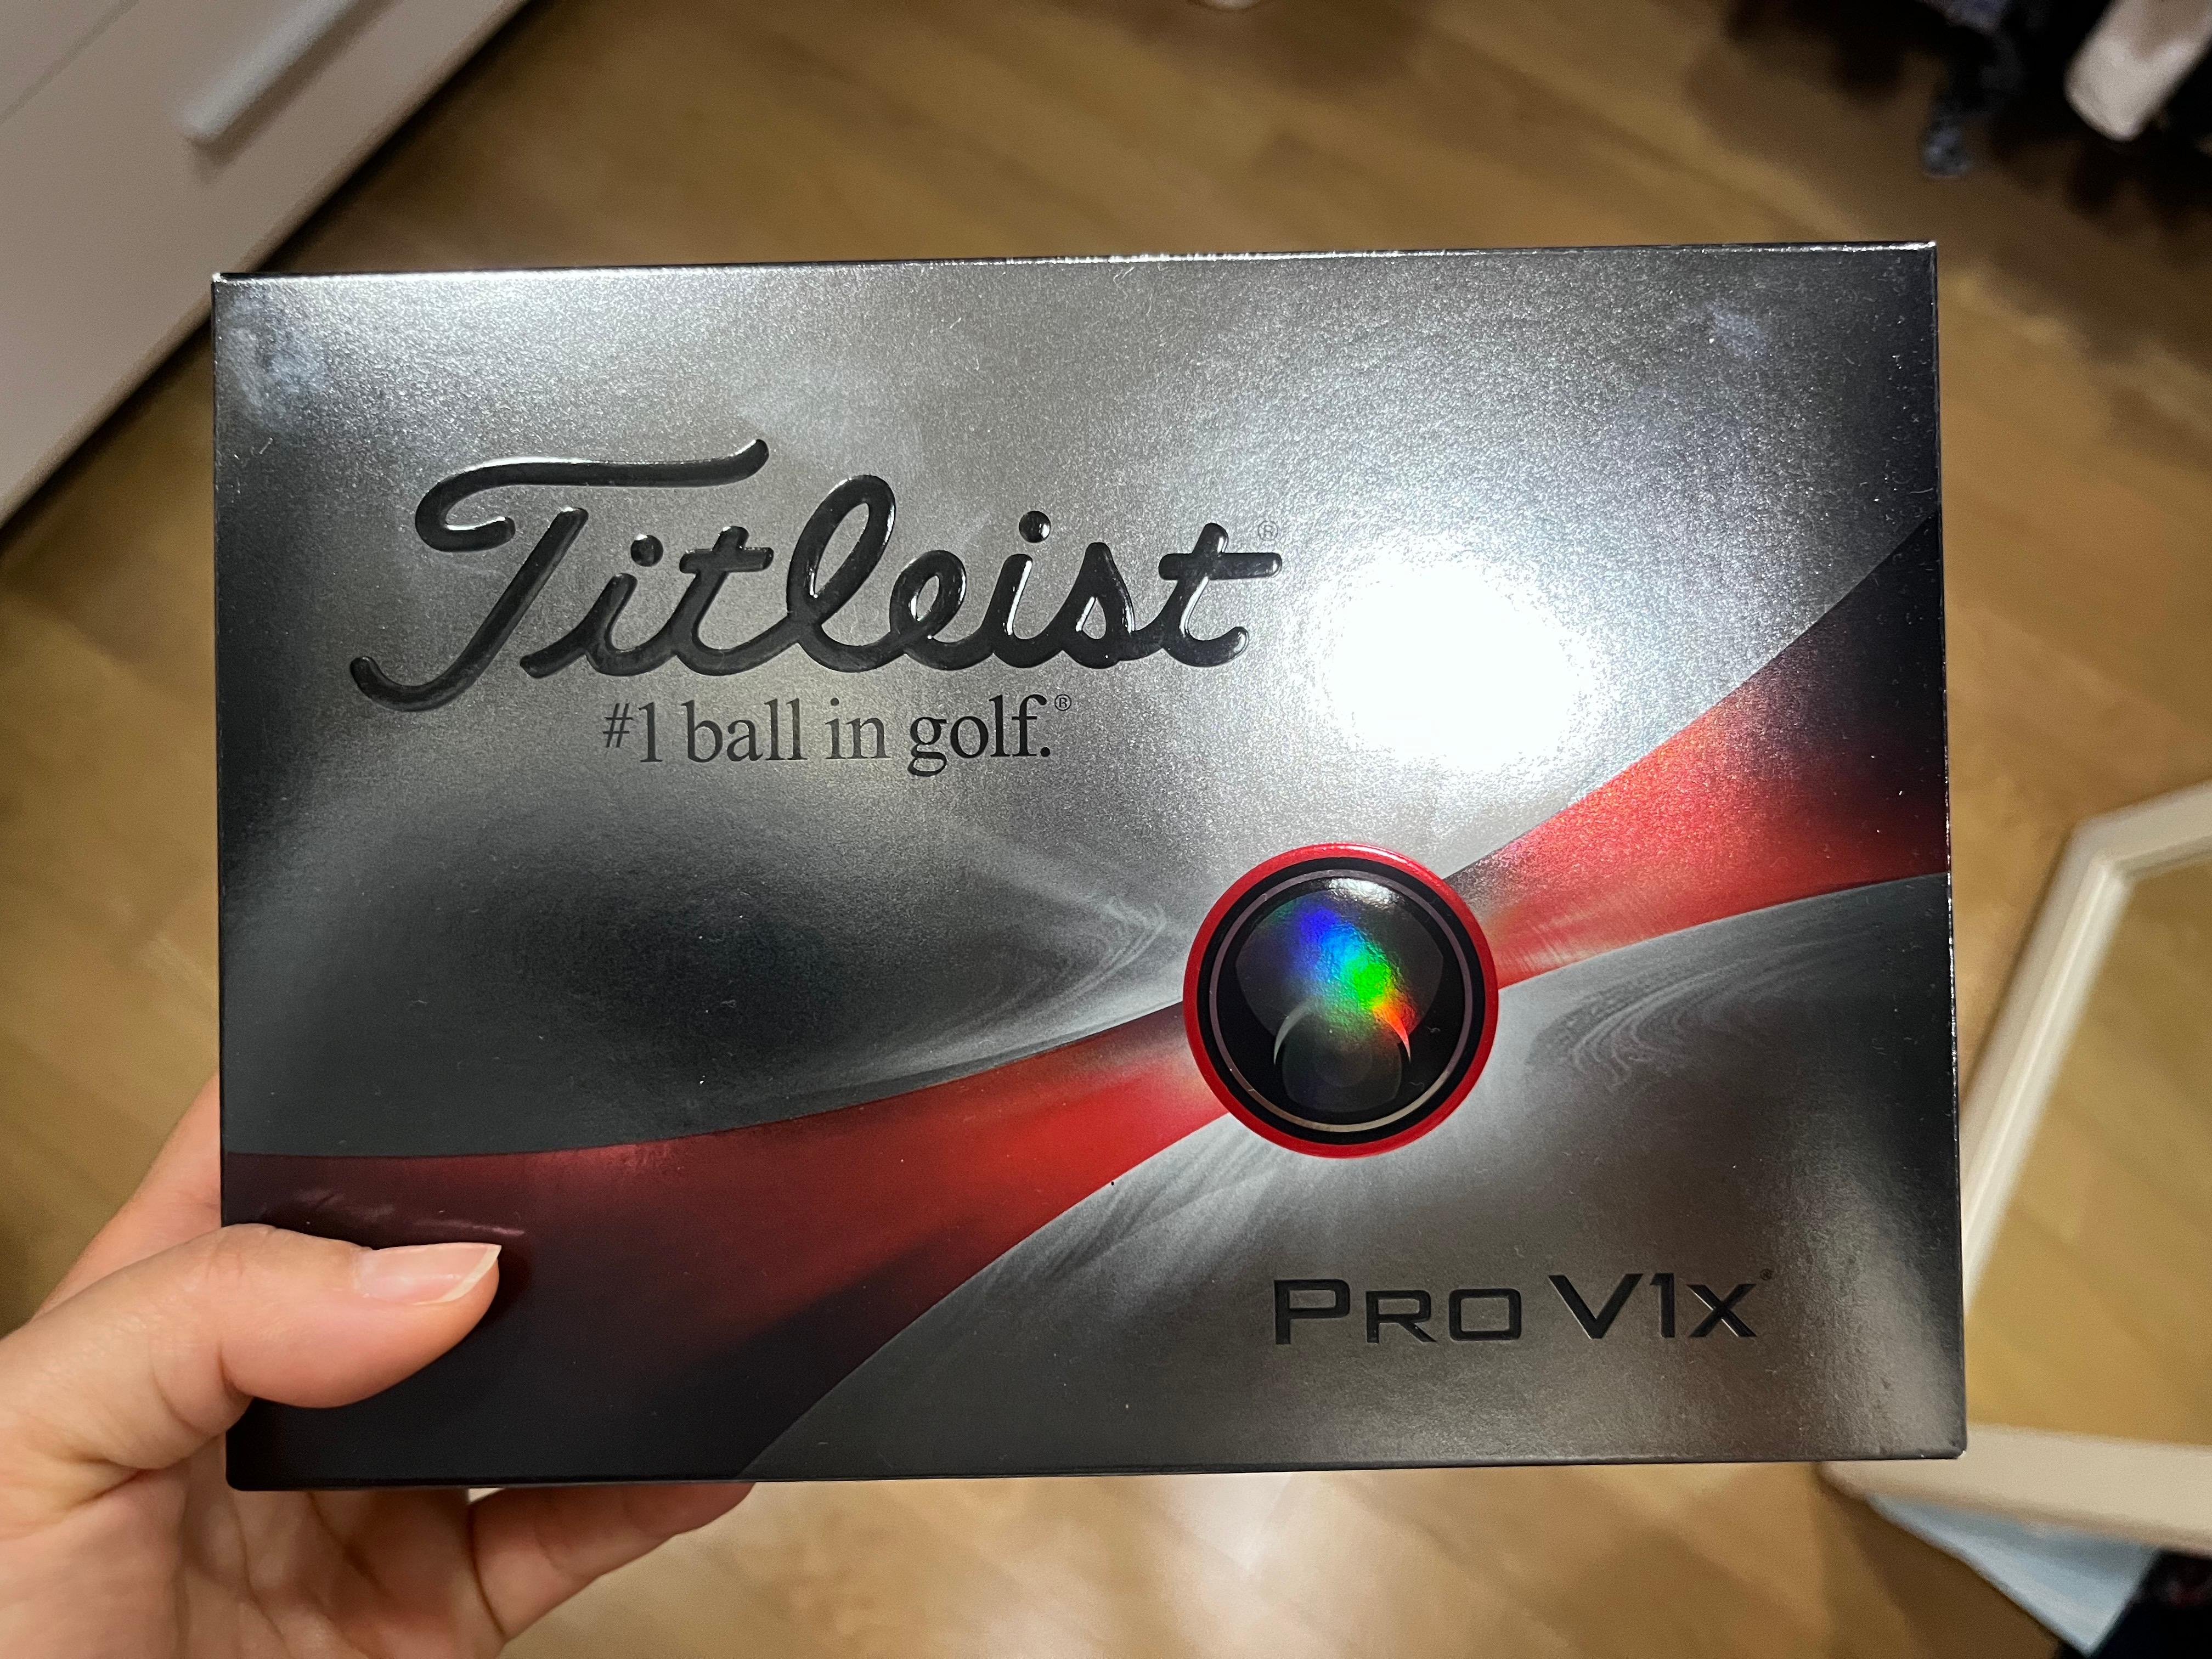 Titleist®
#1 ball in golf.®
PRO V1x®